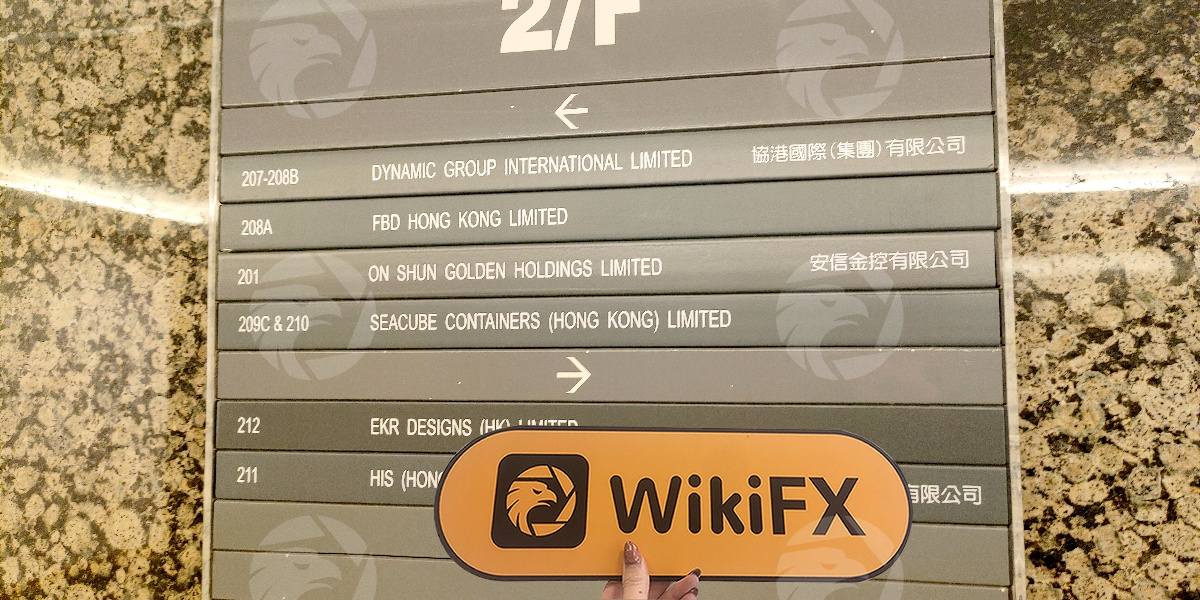 2/F
←
207-208B DYNAMIC GROUP INTERNATIONAL LIMITED 協港國際(集團)有限公司
208A FBD HONG KONG LIMITED
201 ON SHUN GOLDEN HOLDINGS LIMITED 安信金控有限公司
209C & 210 SEACUBE CONTAINERS (HONG KONG) LIMITED
→
212 EKR DESIGNS (HK) LIMITED
211 HIS 有限公司
WikiFX